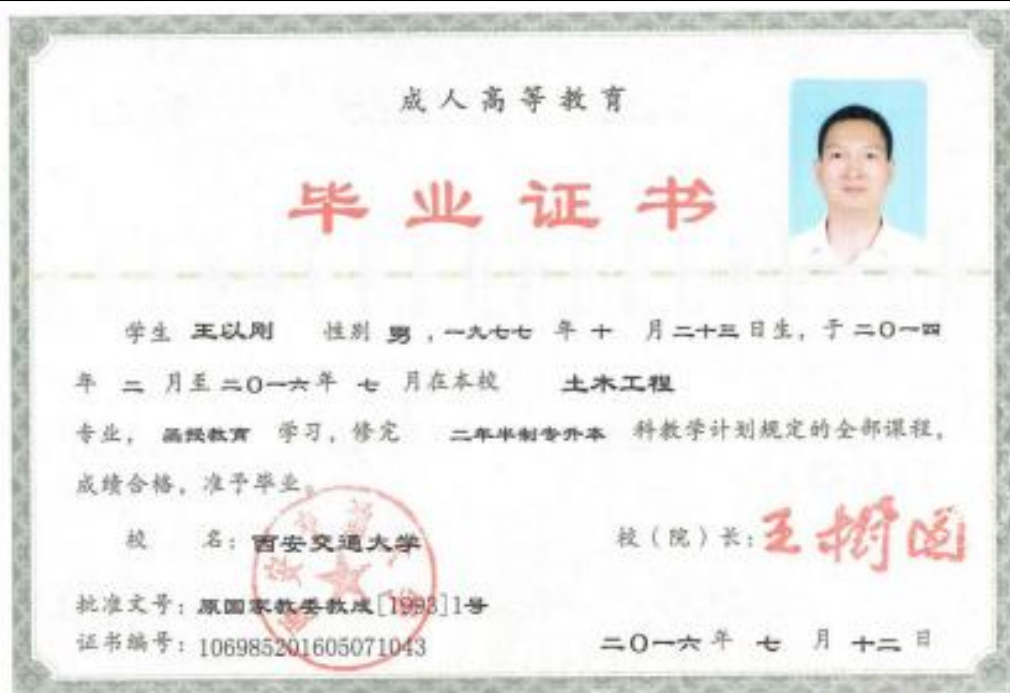 成人高等教育
毕业证书
学生 王以刚 性别 男 ，一九七七 年 十 月 二十三 日生，于 二〇一四
年 二 月至 二〇一六 年 七 月在本校 土木工程
专业， 函授教育 学习，修完 二年半制专升本 科教学计划规定的全部课程，
成绩合格，准予毕业。
校 名：西安交通大学 校（院）长：王树国
批准文号：原国家教委教成[1993]1号
证书编号：106985201605071043 二〇一六 年 七 月 十二 日